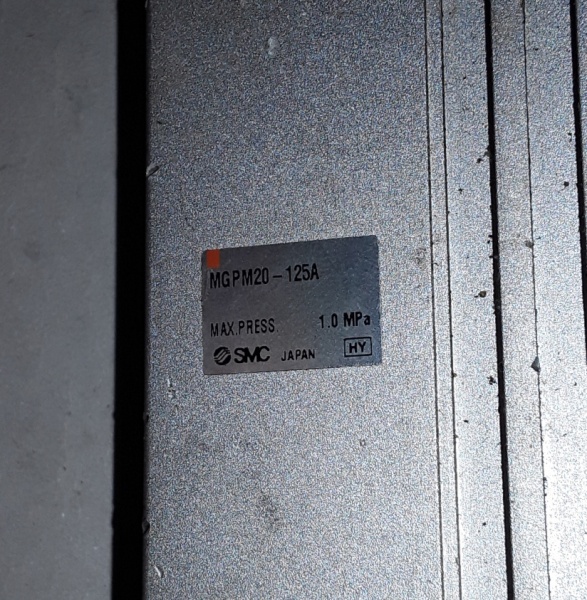 MGPM20-125A
MAX.PRESS. 1.0 MPa
SMC JAPAN HY